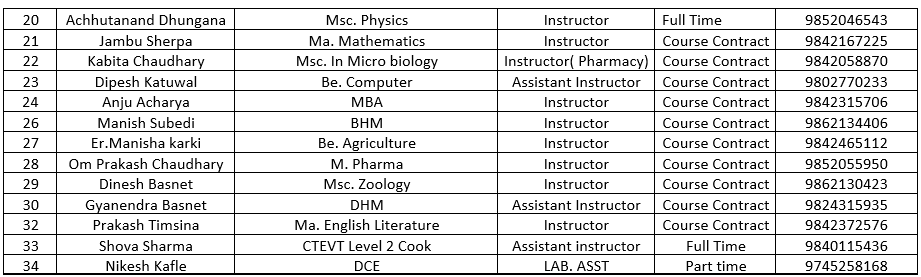 20 Achhutanand Dhungana Msc. Physics Instructor Full Time 9852046543
21 Jambu Sherpa Ma. Mathematics Instructor Course Contract 9842167225
22 Kabita Chaudhary Msc. In Micro biology Instructor( Pharmacy) Course Contract 9842058870
23 Dipesh Katuwal Be. Computer Assistant Instructor Course Contract 9802770233
24 Anju Acharya MBA Instructor Course Contract 9842315706
26 Manish Subedi BHM Instructor Course Contract 9862134406
27 Er.Manisha karki Be. Agriculture Instructor Course Contract 9842465112
28 Om Prakash Chaudhary M. Pharma Instructor Course Contract 9852055950
29 Dinesh Basnet Msc. Zoology Instructor Course Contract 9862130423
30 Gyanendra Basnet DHM Assistant Instructor Course Contract 9824315935
32 Prakash Timsina Ma. English Literature Instructor Course Contract 9842372576
33 Shova Sharma CTEVT Level 2 Cook Assistant instructor Full Time 9840115436
34 Nikesh Kafle DCE LAB. ASST Part time 9745258168